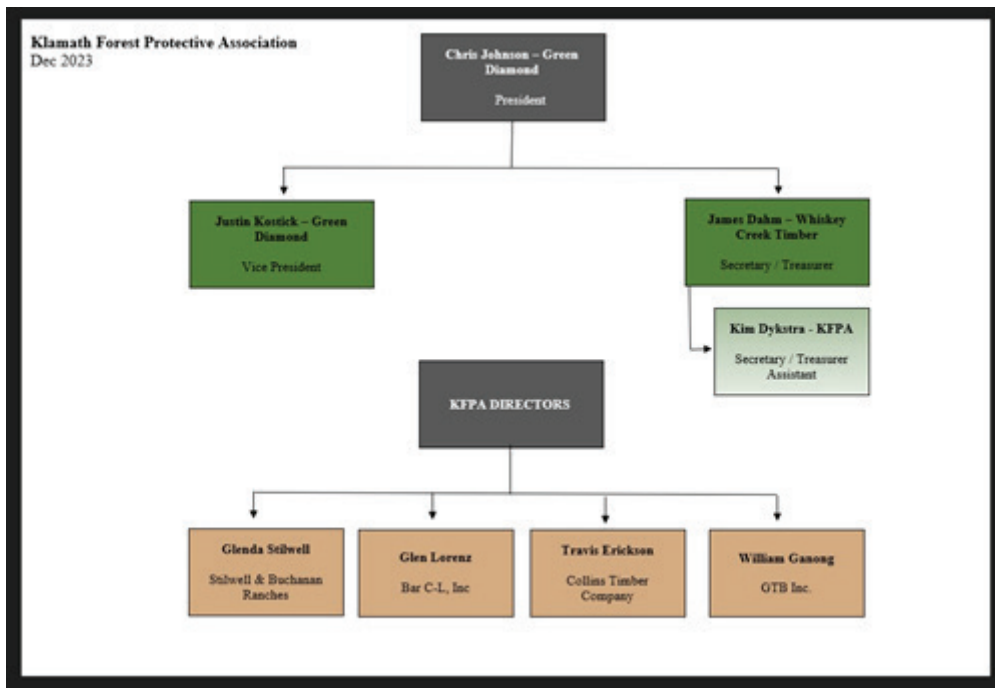 Klamath Forest Protective Association
Dec 2023
Chris Johnson – Green
Diamond
President
Justin Kostick – Green
Diamond
Vice President
James Dahm – Whiskey
Creek Timber
Secretary / Treasurer
Kim Dykstra - KFPA
Secretary / Treasurer
Assistant
KFPA DIRECTORS
Glenda Stilwell
Stilwell & Buchanan
Ranches
Glen Lorenz
Bar C-L, Inc
Travis Erickson
Collins Timber
Company
William Ganong
GTB Inc.